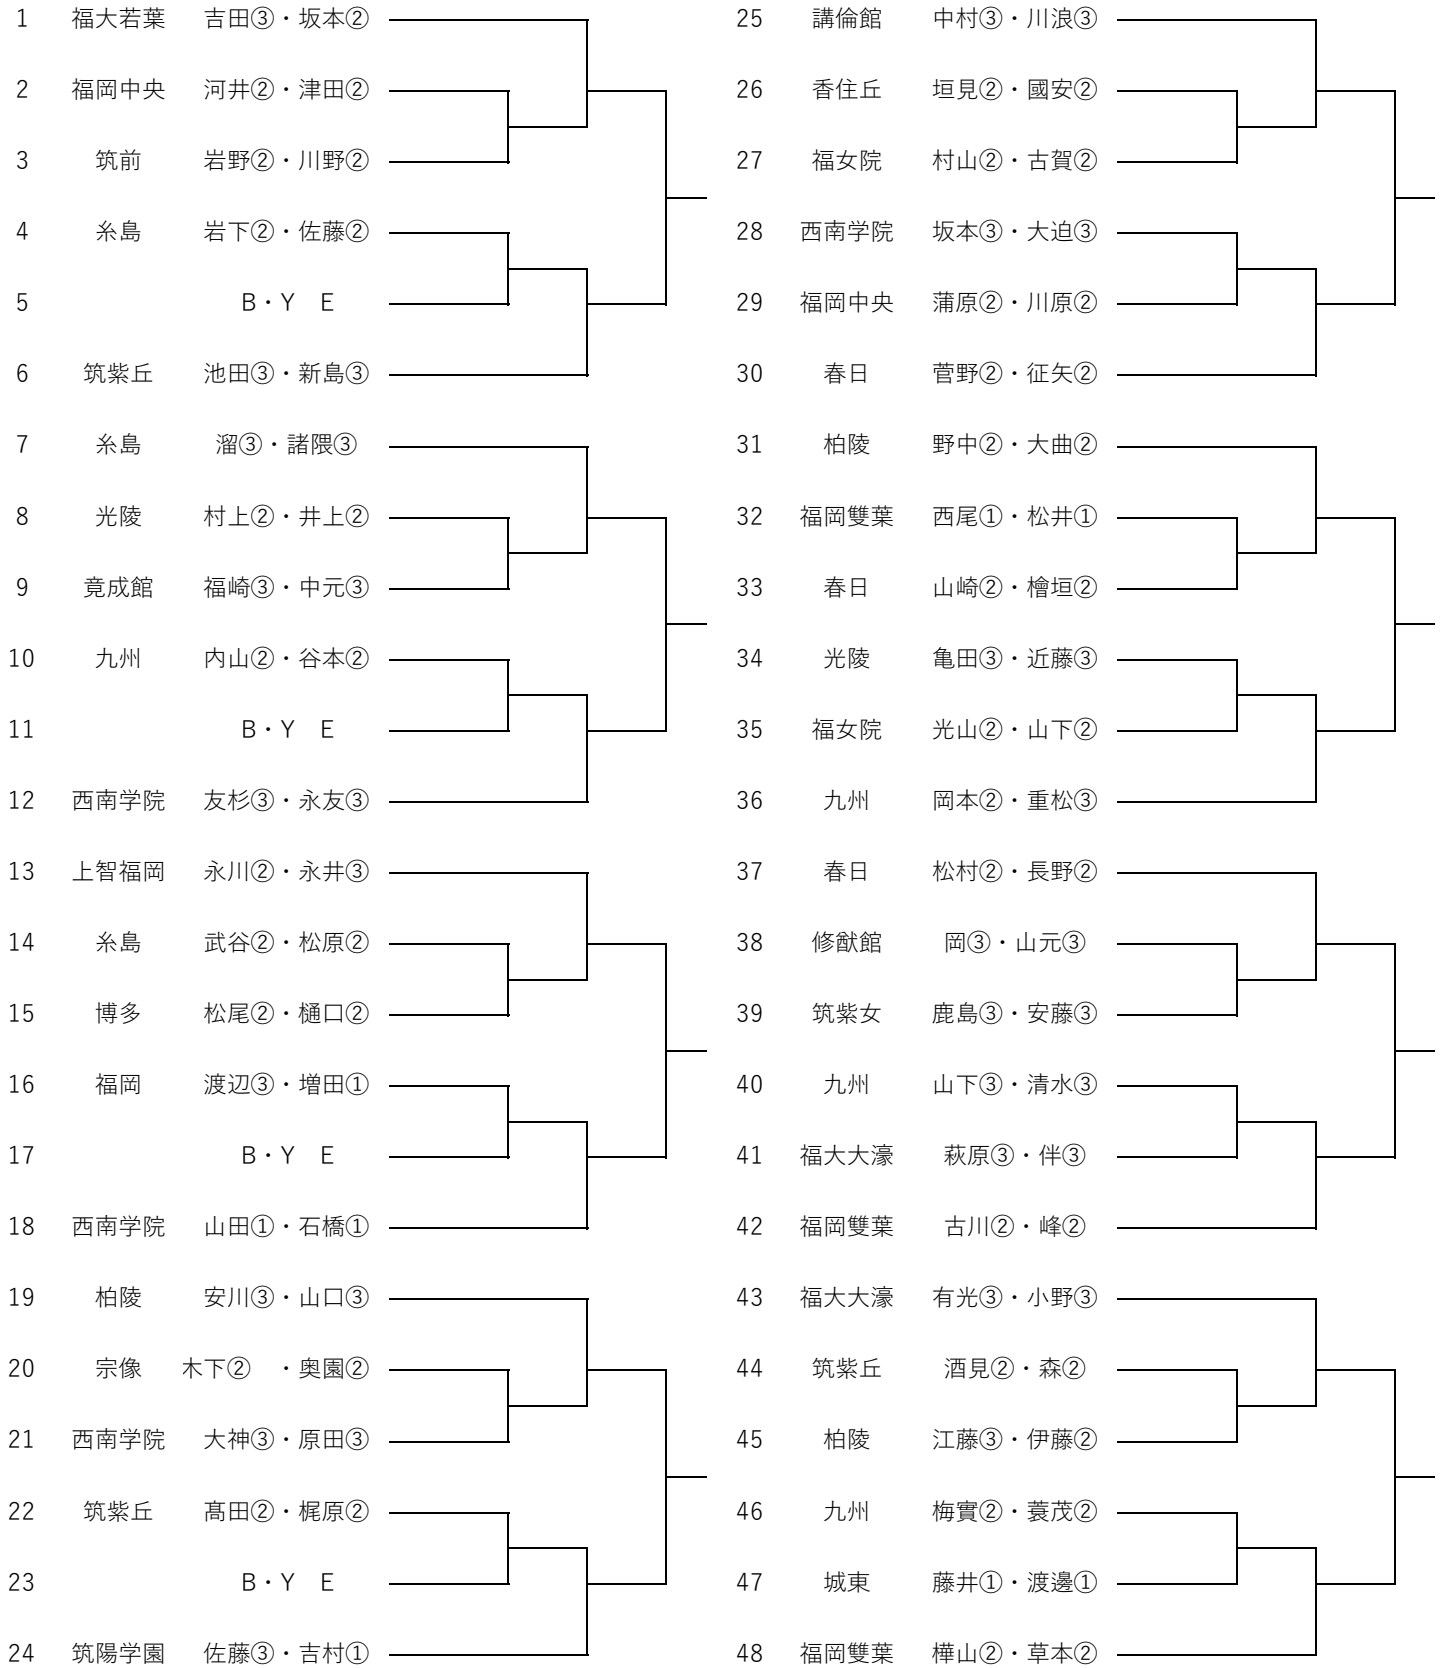 1 福大若葉 吉田③・坂本②
2 福岡中央 河井②・津田②
3 筑前 岩野②・川野②
4 糸島 岩下②・佐藤②
5 B・Y E
6 筑紫丘 池田③・新島③
7 糸島 溜③・諸隈③
8 光陵 村上②・井上②
9 竟成館 福崎③・中元③
10 九州 内山②・谷本②
11 B・Y E
12 西南学院 友杉③・永友③
13 上智福岡 永川②・永井③
14 糸島 武谷②・松原②
15 博多 松尾②・樋口②
16 福岡 渡辺③・増田①
17 B・Y E
18 西南学院 山田①・石橋①
19 柏陵 安川③・山口③
20 宗像 木下② ・奥園②
21 西南学院 大神③・原田③
22 筑紫丘 髙田②・梶原②
23 B・Y E
24 筑陽学園 佐藤③・吉村①
25 講倫館 中村③・川浪③
26 香住丘 垣見②・國安②
27 福女院 村山②・古賀②
28 西南学院 坂本③・大迫③
29 福岡中央 蒲原②・川原②
30 春日 菅野②・征矢②
31 柏陵 野中②・大曲②
32 福岡雙葉 西尾①・松井①
33 春日 山崎②・檜垣②
34 光陵 亀田③・近藤③
35 福女院 光山②・山下②
36 九州 岡本②・重松③
37 春日 松村②・長野②
38 修猷館 岡③・山元③
39 筑紫女 鹿島③・安藤③
40 九州 山下③・清水③
41 福大大濠 萩原③・伴③
42 福岡雙葉 古川②・峰②
43 福大大濠 有光③・小野③
44 筑紫丘 酒見②・森②
45 柏陵 江藤③・伊藤②
46 九州 梅實②・蓑茂②
47 城東 藤井①・渡邊①
48 福岡雙葉 樺山②・草本②